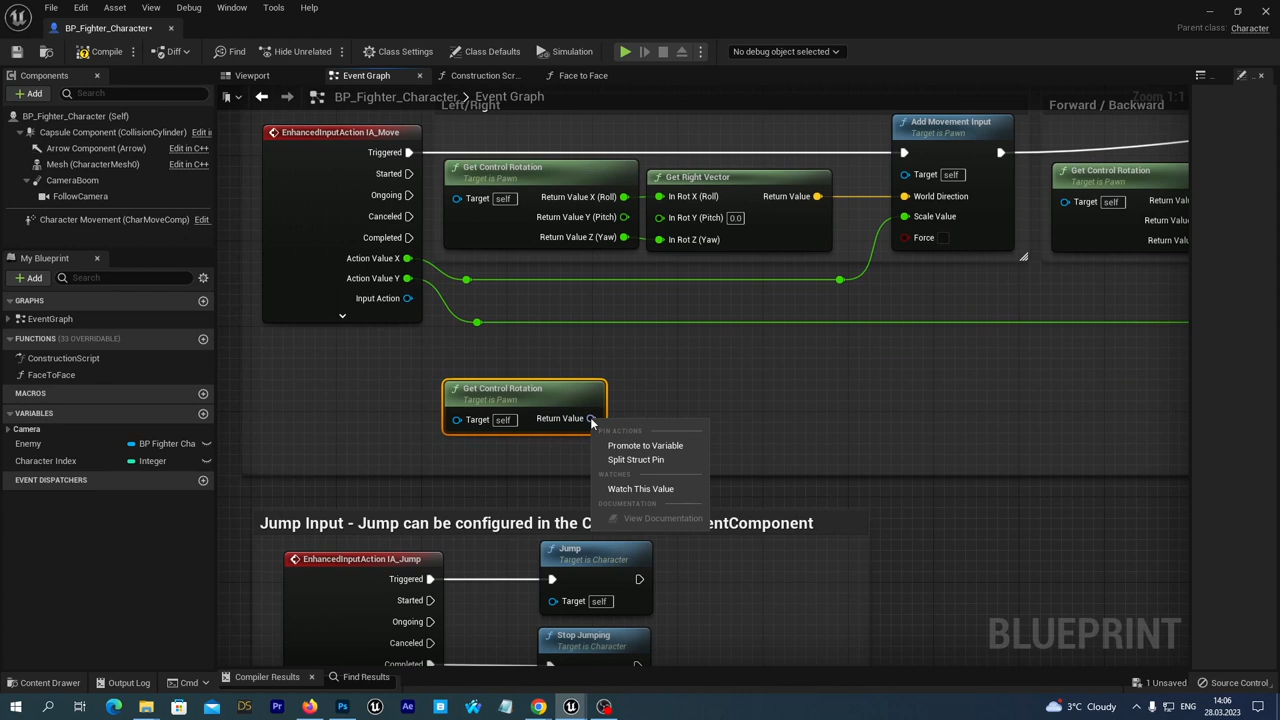 File Edit Asset View Debug Window Tools Help
BP_Fighter_Character*
Parent class: Character
Compile Diff Find Hide Unrelated Class Settings Class Defaults Simulation No debug object selected
Components Viewport Event Graph Construction Scr... Face to Face
Add Search
BP_Fighter_Character > Event Graph Zoom 1:1
BP_Fighter_Character (Self)
Capsule Component (CollisionCylinder) Edit in
Arrow Component (Arrow) Edit in C++
Mesh (CharacterMesh0) Edit in C++
CameraBoom
FollowCamera
Character Movement (CharMoveComp) Edit
My Blueprint
Add Search
GRAPHS
EventGraph
FUNCTIONS (33 OVERRIDABLE)
ConstructionScript
FaceToFace
MACROS
VARIABLES
Camera
Enemy BP Fighter Cha
Character Index Integer
EVENT DISPATCHERS
Left/Right
Forward / Backward
EnhancedInputAction IA_Move
Triggered
Started
Ongoing
Canceled
Completed
Action Value X
Action Value Y
Input Action
Get Control Rotation
Target is Pawn
Target self
Return Value X (Roll)
Return Value Y (Pitch)
Return Value Z (Yaw)
Get Right Vector
In Rot X (Roll) Return Value
In Rot Y (Pitch) 0.0
In Rot Z (Yaw)
Add Movement Input
Target is Pawn
Target self
World Direction
Scale Value
Force
Get Control Rotation
Target is Pawn
Target self
Return Va
Return Val
Return Va
Get Control Rotation
Target is Pawn
Target self Return Value
PIN ACTIONS
Promote to Variable
Split Struct Pin
WATCHES
Watch This Value
DOCUMENTATION
View Documentation
Jump Input - Jump can be configured in the C entComponent
EnhancedInputAction IA_Jump
Triggered
Started
Ongoing
Canceled
Completed
Jump
Target is Character
Target self
Stop Jumping
Target is Character
BLUEPRINT
Content Drawer Output Log Cmd Compiler Results Find Results 1 Unsaved Source Control
3°C Cloudy
14:06
28.03.2023